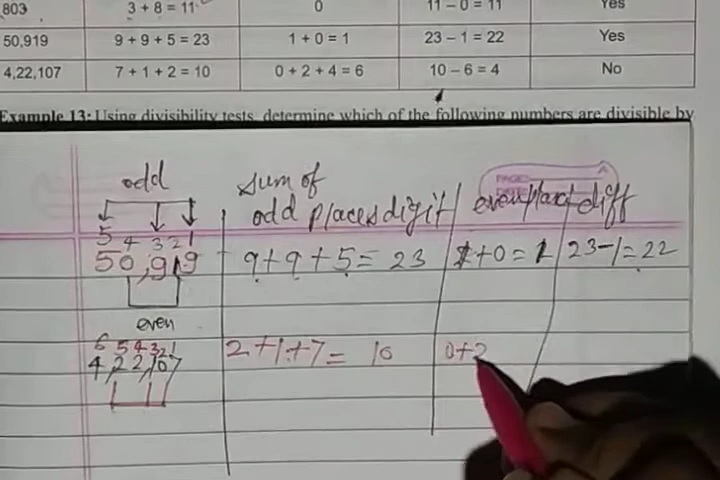 803 3 + 8 = 11 0 11 – 0 = 11 Yes
50,919 9 + 9 + 5 = 23 1 + 0 = 1 23 – 1 = 22 Yes
4,22,107 7 + 1 + 2 = 10 0 + 2 + 4 = 6 10 – 6 = 4 No
Example 13: Using divisibility tests, determine which of the following numbers are divisible by
odd sum of odd places digit even place diff
5 4 3 2 1
50,919 9+9+5= 23 1+0= 1 23-1=22
even
6 5 4 3 2 1
4,22,107 2+1+7= 10 0+2